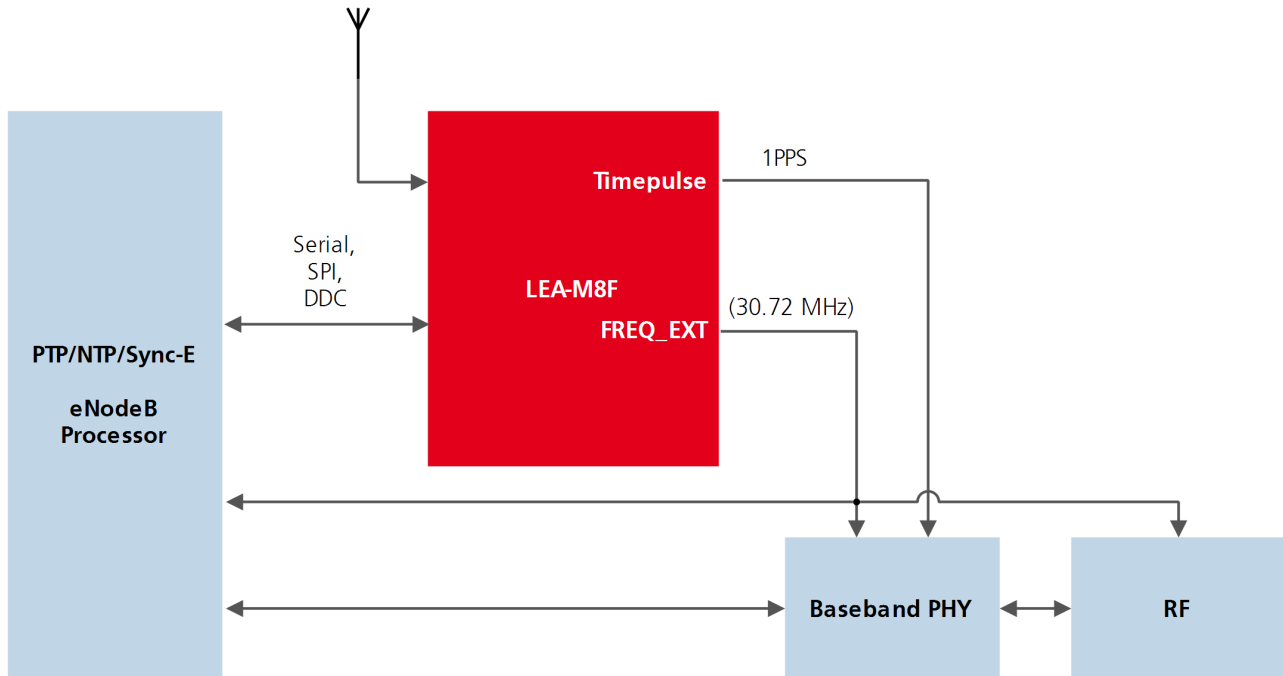 1PPS
Timepulse
Serial,
SPI,
DDC
LEA-M8F
(30.72 MHz)
FREQ_EXT
PTP/NTP/Sync-E
eNodeB
Processor
Baseband PHY
RF